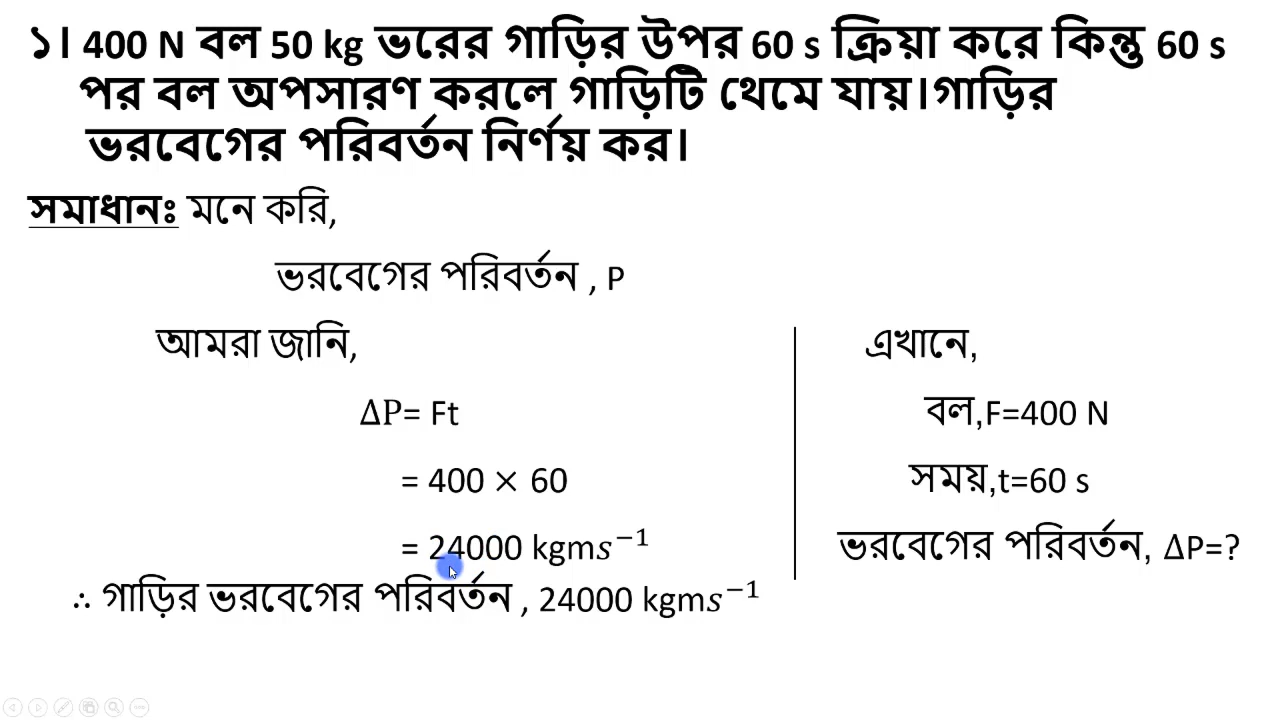 ১। 400 N বল 50 kg ভরের গাড়ির উপর 60 s ক্রিয়া করে কিন্তু 60 s
পর বল অপসারণ করলে গাড়িটি থেমে যায়।গাড়ির
ভরবেগের পরিবর্তন নির্ণয় কর।
সমাধানঃ মনে করি,
ভরবেগের পরিবর্তন , P
আমরা জানি,
ΔP= Ft
= 400 × 60
= 24000 kgms⁻¹
∴ গাড়ির ভরবেগের পরিবর্তন , 24000 kgms⁻¹
এখানে,
বল,F=400 N
সময়,t=60 s
ভরবেগের পরিবর্তন, ΔP=?